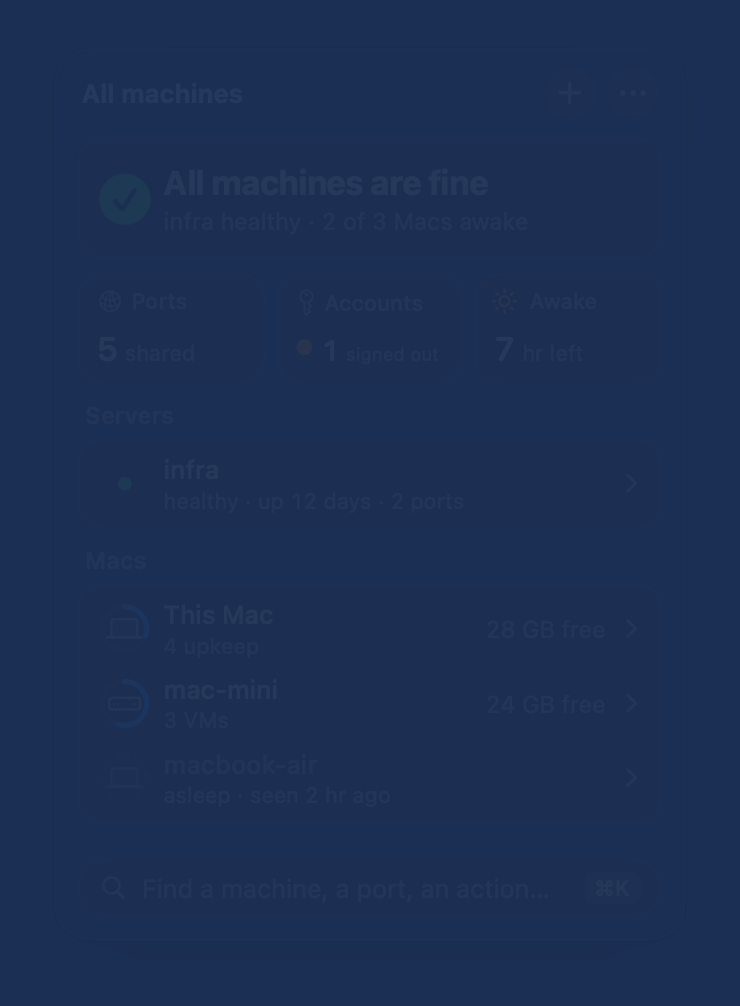 All machines
All machines are fine
infra healthy · 2 of 3 Macs awake
Ports
Accounts
Awake
5 shared
1 signed out
7 hr left
Servers
infra
healthy · up 12 days · 2 ports
Macs
This Mac
4 upkeep
28 GB free
mac-mini
3 VMs
24 GB free
macbook-air
asleep · seen 2 hr ago
Find a machine, a port, an action...
⌘K